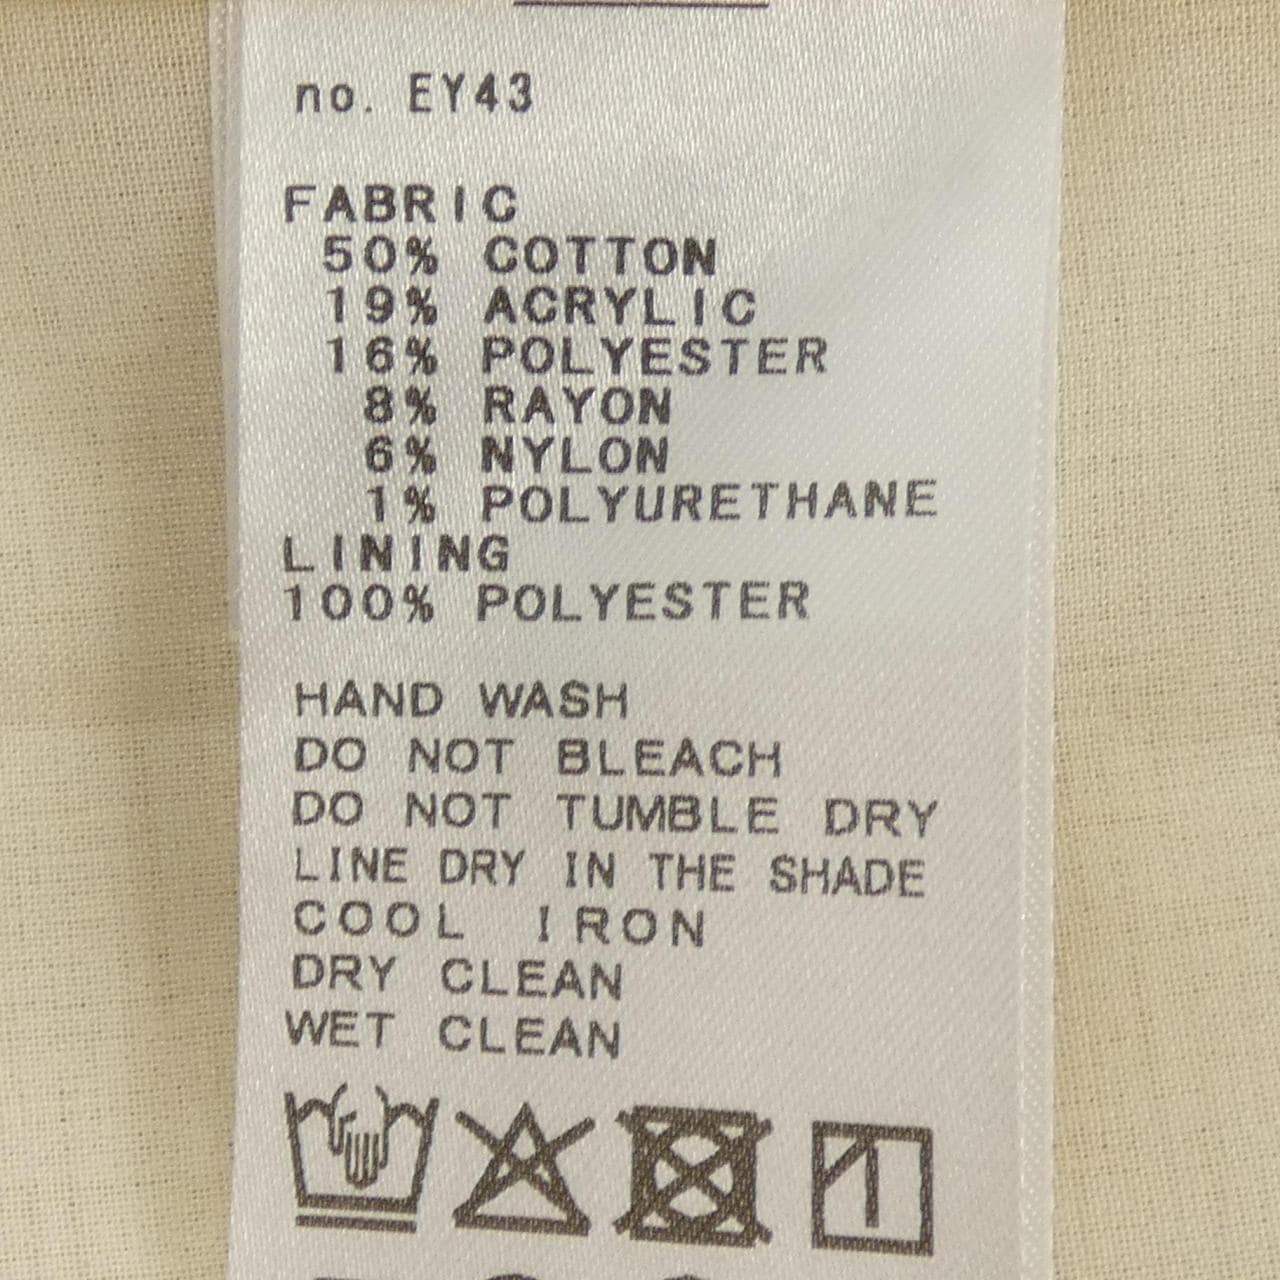 no. EY43
FABRIC
50% COTTON
19% ACRYLIC
16% POLYESTER
8% RAYON
6% NYLON
1% POLYURETHANE
LINING
100% POLYESTER
HAND WASH
DO NOT BLEACH
DO NOT TUMBLE DRY
LINE DRY IN THE SHADE
COOL IRON
DRY CLEAN
WET CLEAN